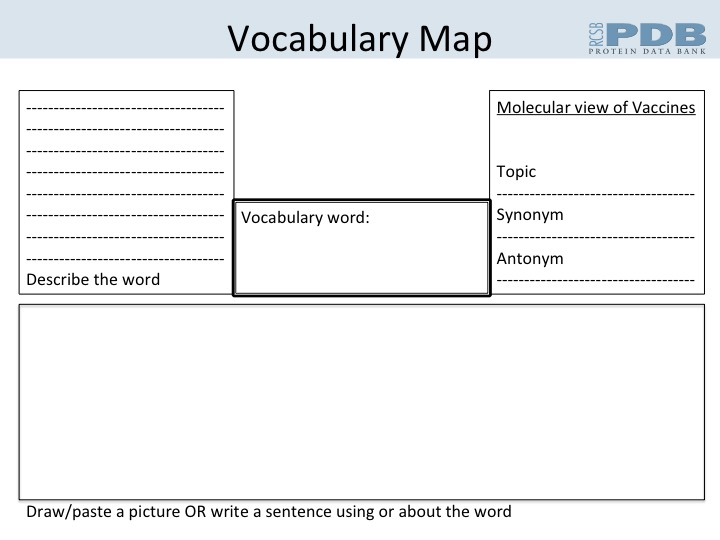 Vocabulary Map
RCSB
PDB
PROTEIN DATA BANK
------------------------------------
------------------------------------
------------------------------------
------------------------------------
------------------------------------
------------------------------------
------------------------------------
------------------------------------
Describe the word
Vocabulary word:
Molecular view of Vaccines
Topic
------------------------------------
Synonym
------------------------------------
Antonym
------------------------------------
Draw/paste a picture OR write a sentence using or about the word